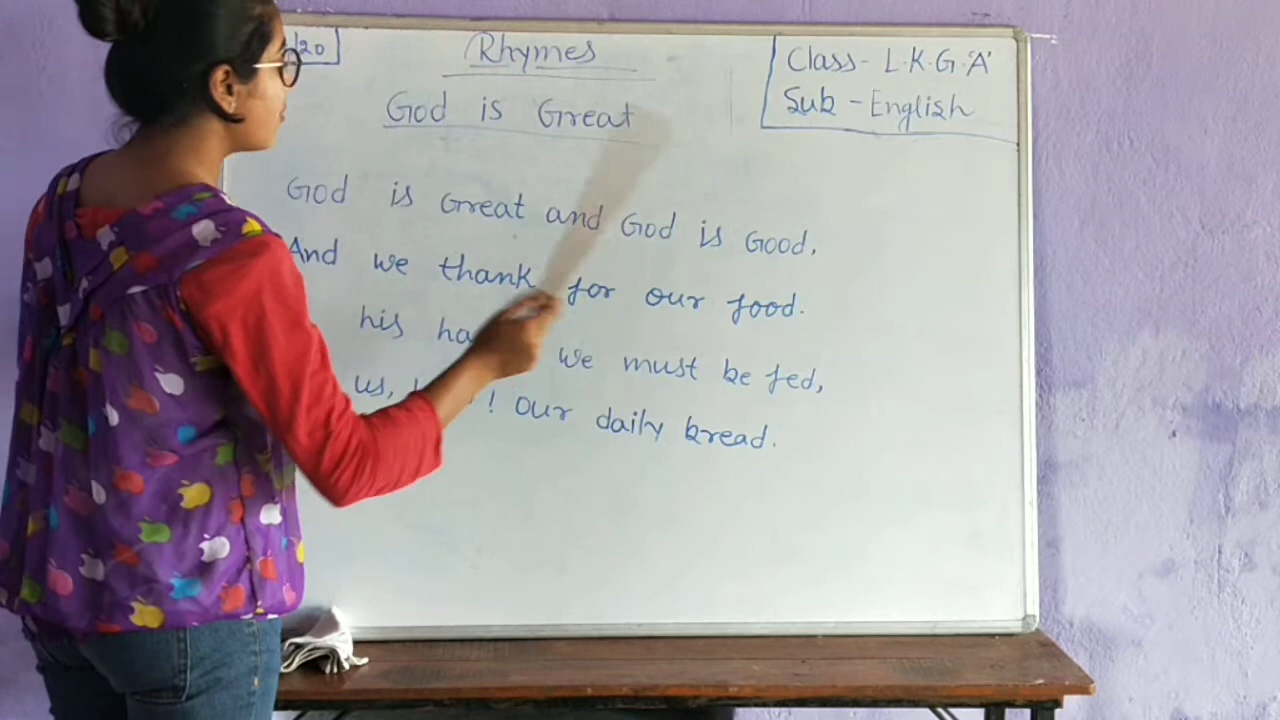 /20
Rhymes
Class - L.K.G. 'A'
Sub - English
God is Great
God is Great and God is Good,
And we thank for our food.
his we must be fed,
us, ! Our daily bread.